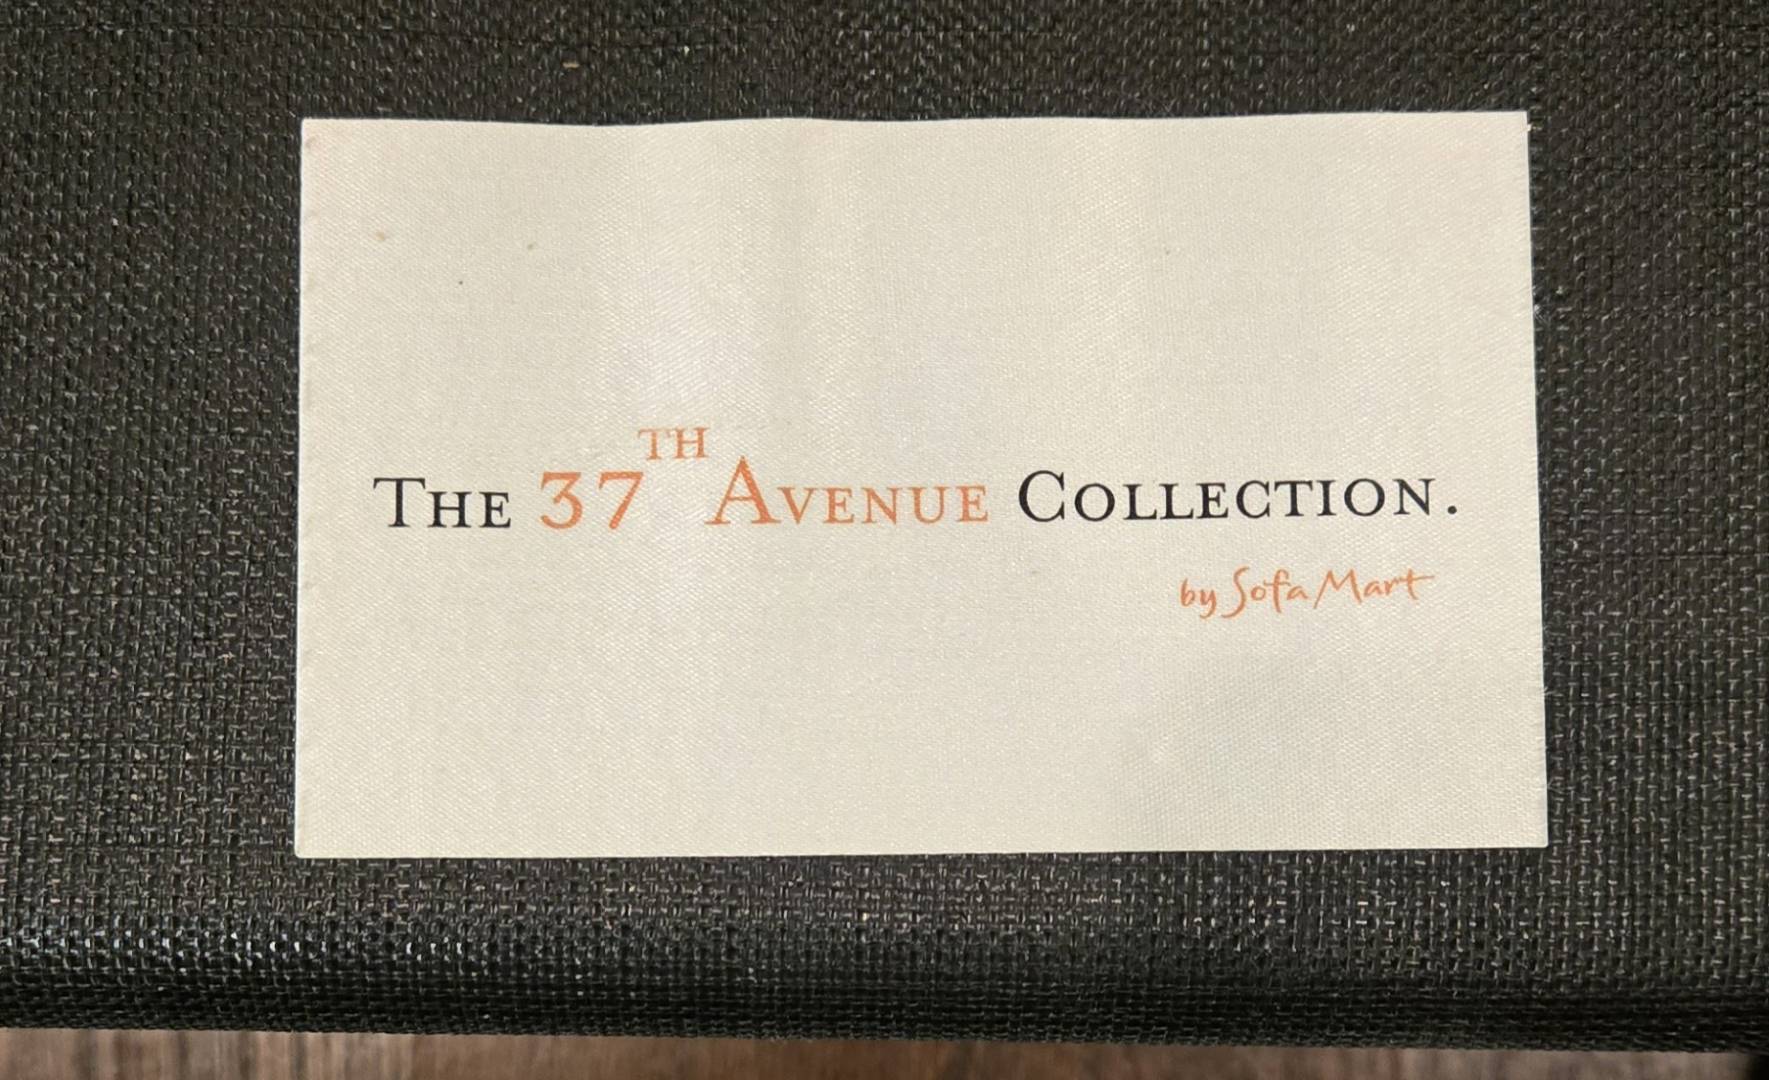 The 37TH Avenue Collection.
by Sofa Mart